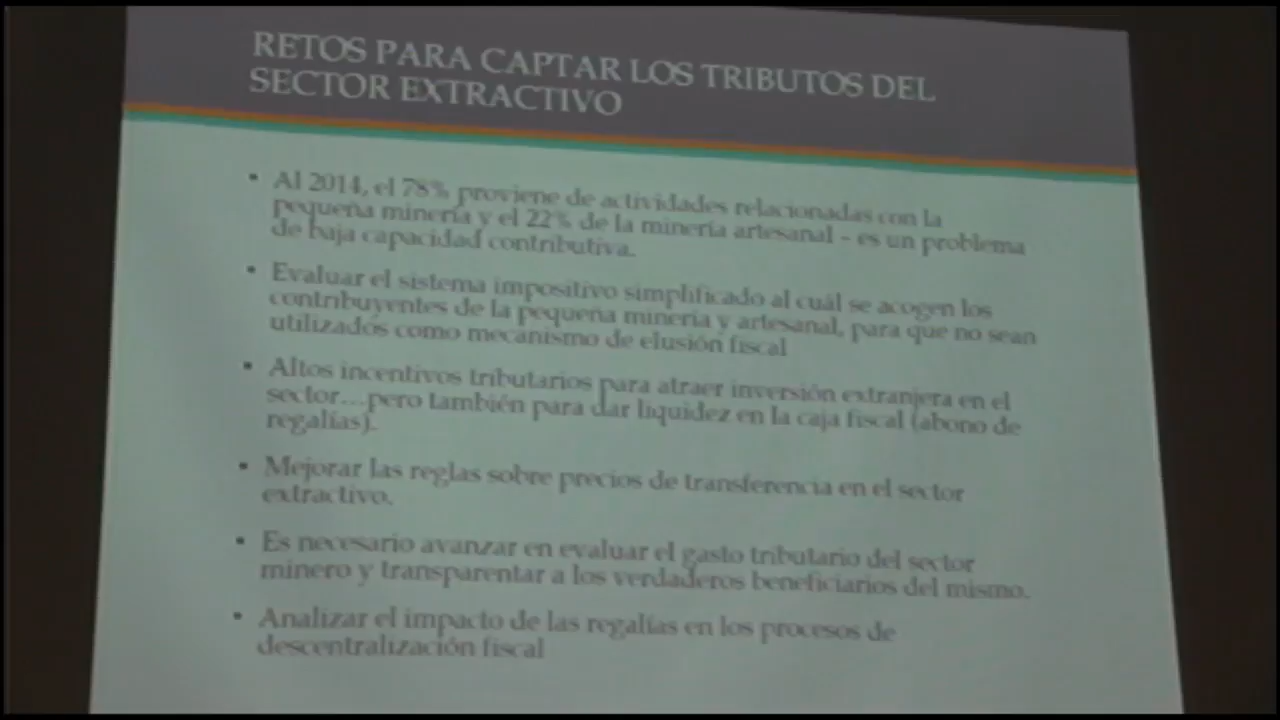 RETOS PARA CAPTAR LOS TRIBUTOS DEL
SECTOR EXTRACTIVO
• Al 2014, el 78% proviene de actividades relacionadas con la
pequeña minería y el 22% de la minería artesanal – es un problema
de baja capacidad contributiva.
• Evaluar el sistema impositivo simplificado al cuál se acogen los
contribuyentes de la pequeña minería y artesanal, para que no sean
utilizados como mecanismo de elusión fiscal
• Altos incentivos tributarios para atraer inversión extranjera en el
sector…pero también para dar liquidez en la caja fiscal (abono de
regalías).
• Mejorar las reglas sobre precios de transferencia en el sector
extractivo.
• Es necesario avanzar en evaluar el gasto tributario del sector
minero y transparentar a los verdaderos beneficiarios del mismo.
• Analizar el impacto de las regalías en los procesos de
descentralización fiscal